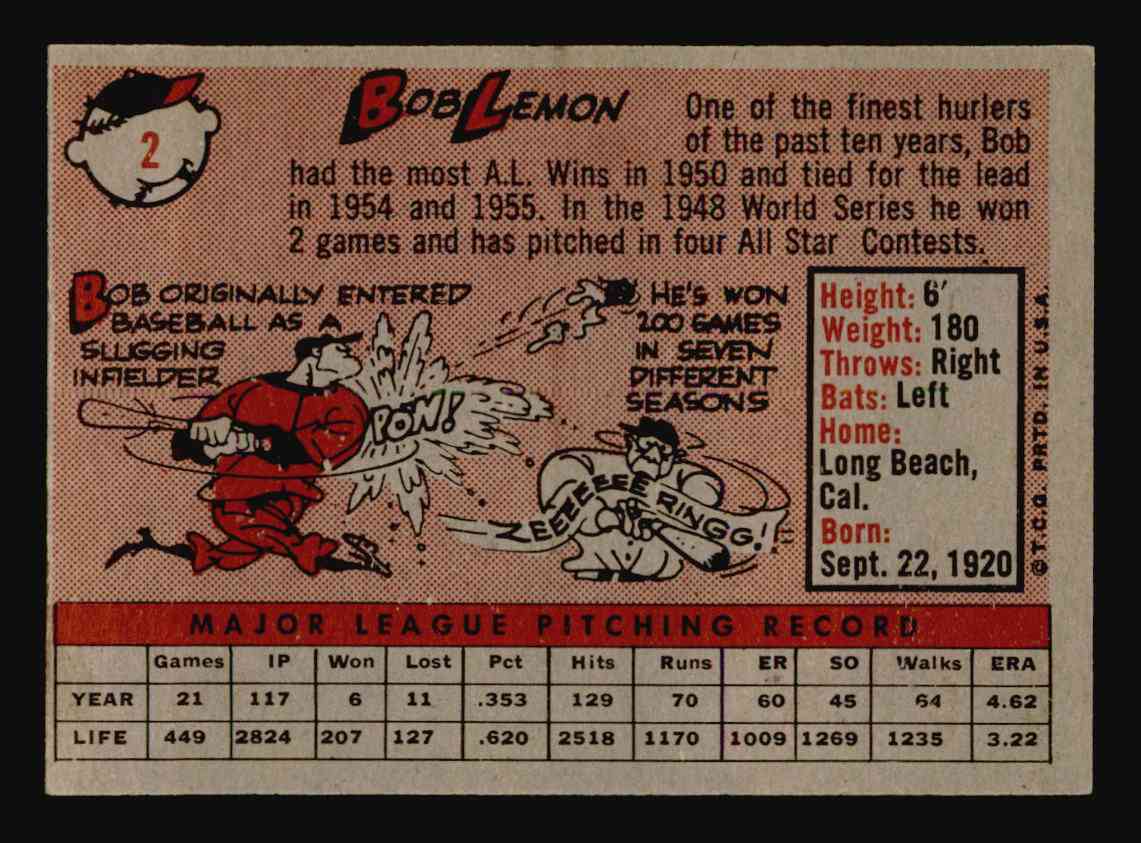 2
BOB LEMON
One of the finest hurlers
of the past ten years, Bob
had the most A.L. Wins in 1950 and tied for the lead
in 1954 and 1955. In the 1948 World Series he won
2 games and has pitched in four All Star Contests.
BOB ORIGINALLY ENTERED
BASEBALL AS A
SLUGGING
INFIELDER
POW!
HE'S WON
200 GAMES
IN SEVEN
DIFFERENT
SEASONS
ZEEEEEEEEE RINGG!
Height: 6'
Weight: 180
Throws: Right
Bats: Left
Home:
Long Beach,
Cal.
Born:
Sept. 22, 1920
© T.C.G. PRTD. IN U.S.A.
MAJOR LEAGUE PITCHING RECORD
Games IP Won Lost Pct Hits Runs ER SO Walks ERA
YEAR 21 117 6 11 .353 129 70 60 45 64 4.62
LIFE 449 2824 207 127 .620 2518 1170 1009 1269 1235 3.22